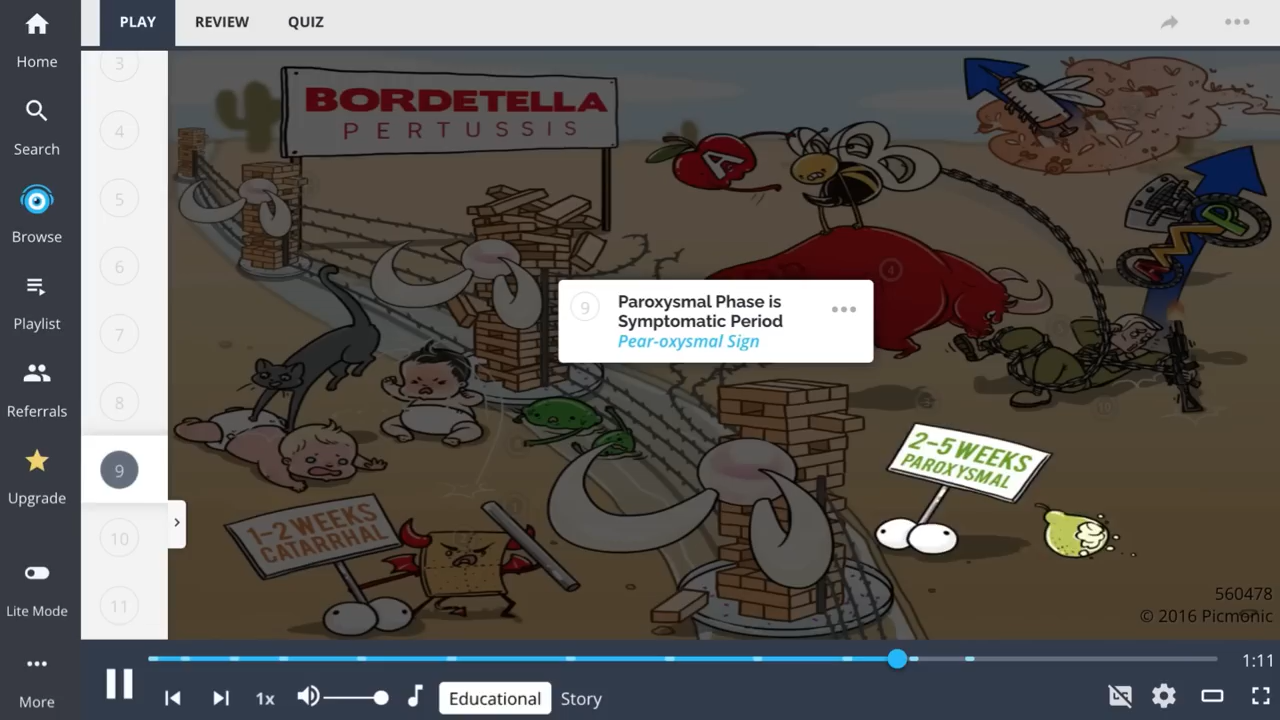 PLAY
REVIEW
QUIZ
Home
Search
Browse
Playlist
Referrals
Upgrade
Lite Mode
More
3
4
5
6
7
8
9
10
11
BORDETELLA
PERTUSSIS
A
B
4
9
Paroxysmal Phase is
Symptomatic Period
Pear-oxysmal Sign
2-5 WEEKS
PAROXYSMAL
1-2 WEEKS
CATARRHAL
560478
© 2016 Picmonic
1:11
1x
Educational
Story